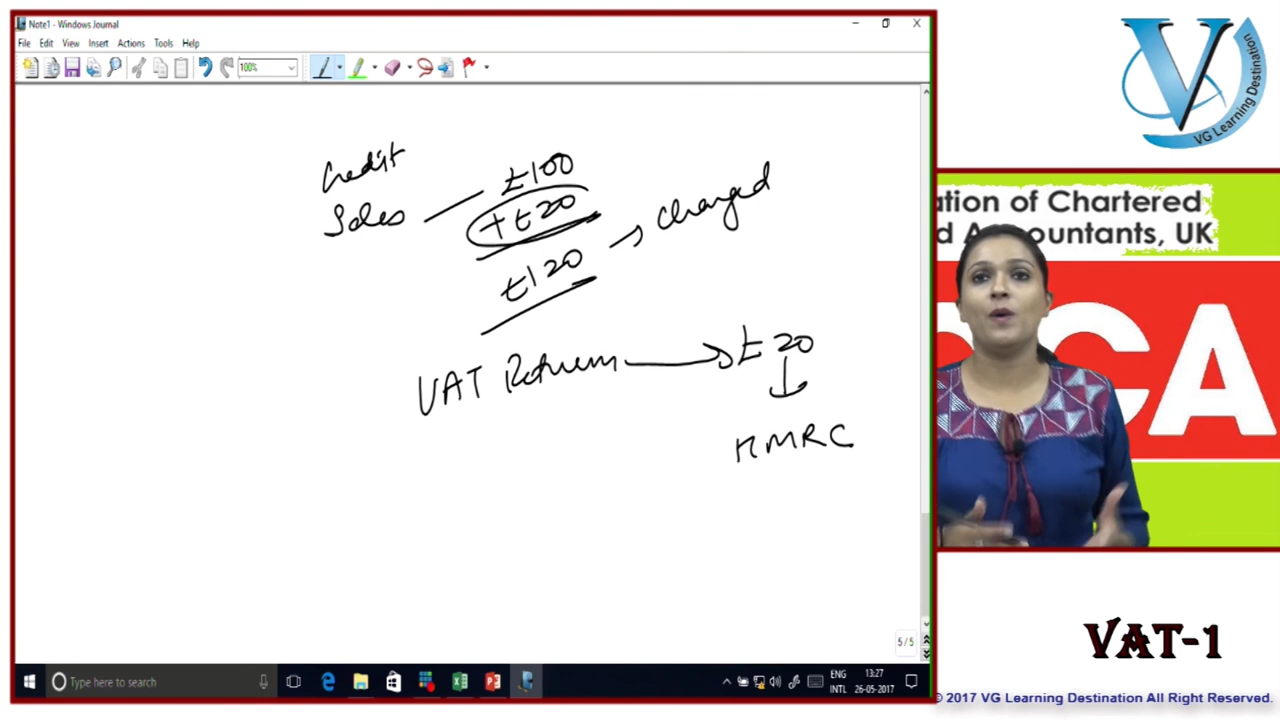 Note1 - Windows Journal
File Edit View Insert Actions Tools Help
100%
Credit
Sales
£100
+£20
£120
charged
VAT Return
£20
HMRC
5/5
Type here to search
ENG
INTL
13:27
26-05-2017
V
VG Learning Destination
ation of Chartered
d Accountants, UK
CA
VAT-1
© 2017 VG Learning Destination All Right Reserved.